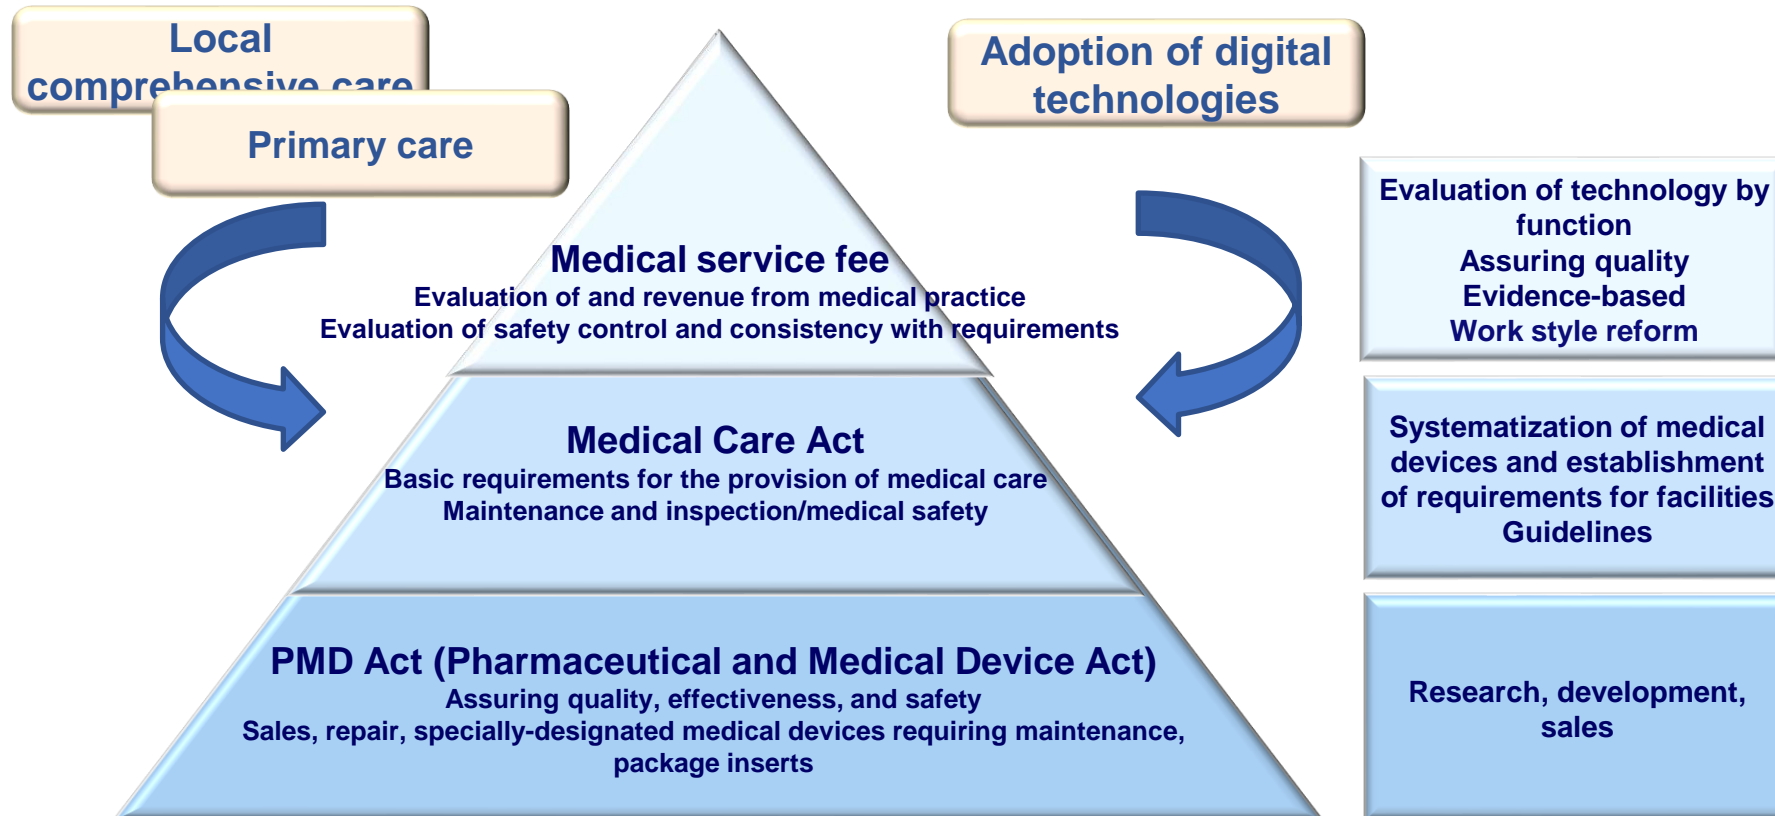 Local
comprehensive care
Primary care
Adoption of digital
technologies
Medical service fee
Evaluation of and revenue from medical practice
Evaluation of safety control and consistency with requirements
Medical Care Act
Basic requirements for the provision of medical care
Maintenance and inspection/medical safety
PMD Act (Pharmaceutical and Medical Device Act)
Assuring quality, effectiveness, and safety
Sales, repair, specially-designated medical devices requiring maintenance,
package inserts
Evaluation of technology by
function
Assuring quality
Evidence-based
Work style reform
Systematization of medical
devices and establishment
of requirements for facilities
Guidelines
Research, development,
sales